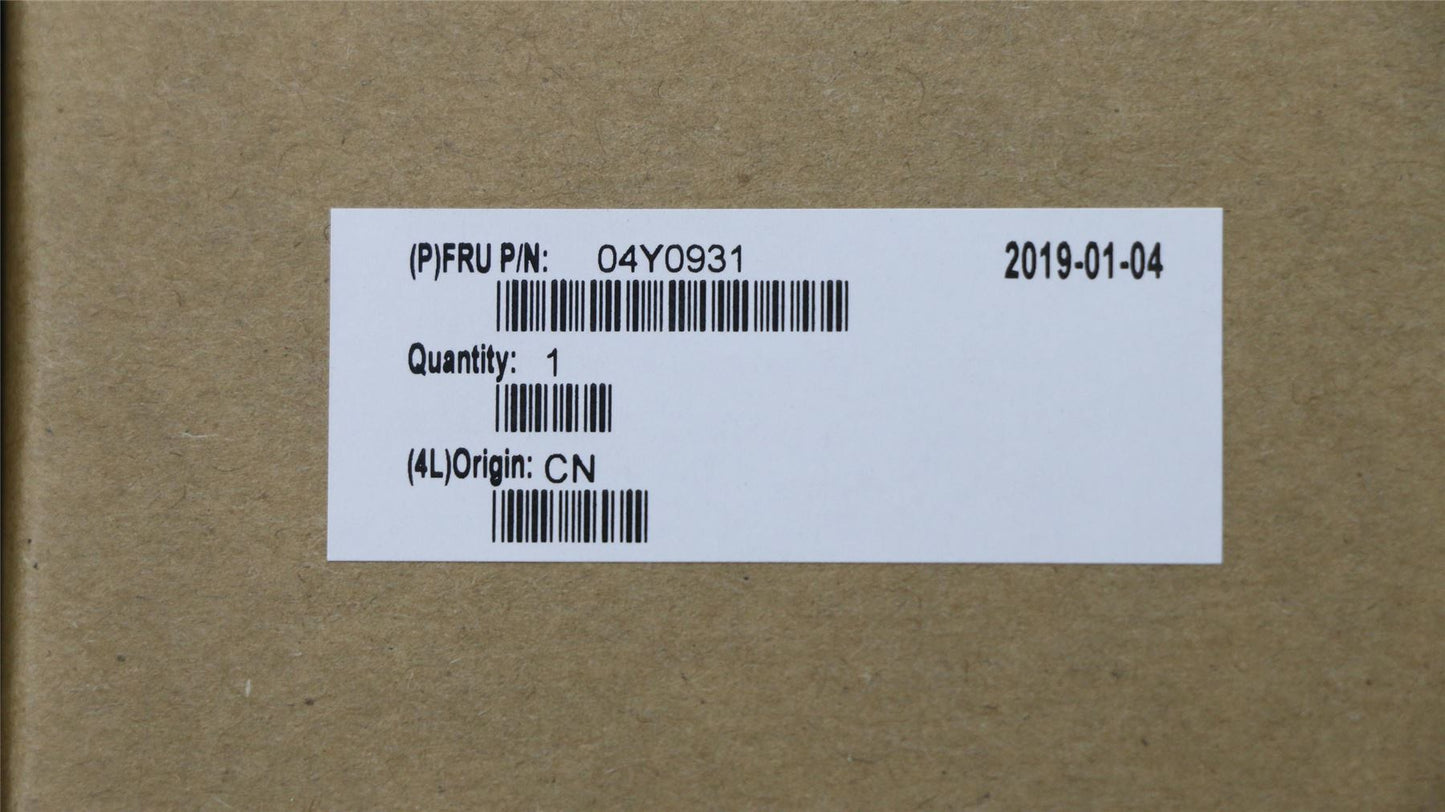 (P)FRU P/N: 04Y0931 2019-01-04
Quantity: 1
(4L)Origin: CN